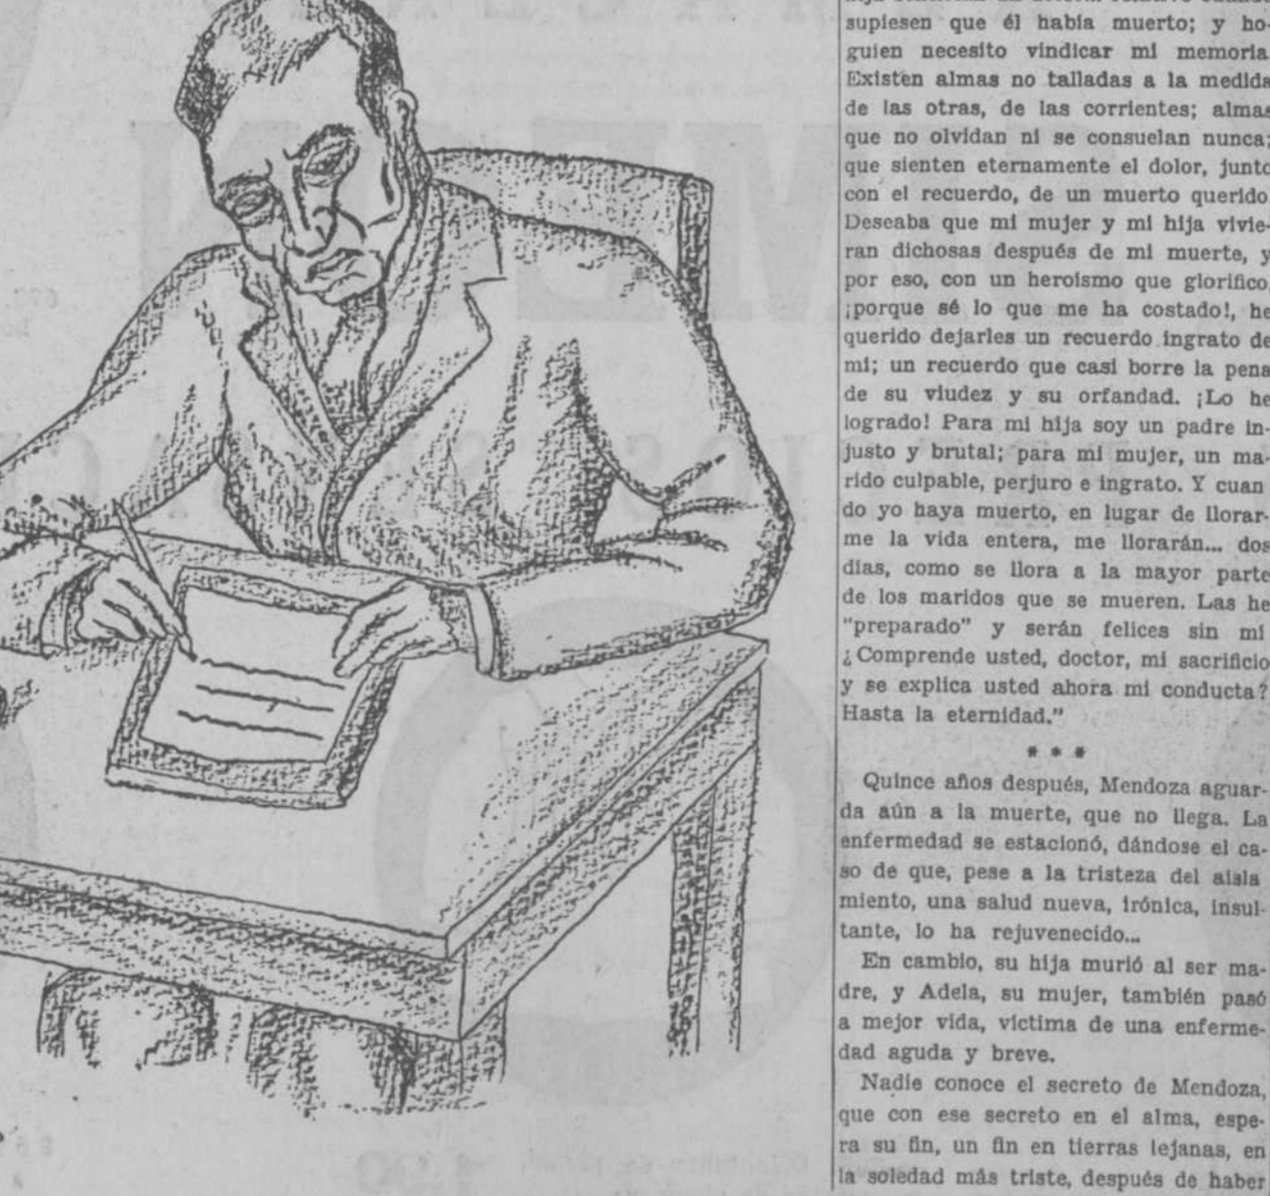 supiesen que él había muerto; y ho-
guien necesito vindicar mi memoria
Existen almas no talladas a la medida
de las otras, de las corrientes; almas
que no olvidan ni se consuelan nunca;
que sienten eternamente el dolor, junto
con el recuerdo, de un muerto querido
Deseaba que mi mujer y mi hija vivie-
ran dichosas después de mi muerte, y
por eso, con un heroísmo que glorifico,
¡porque sé lo que me ha costado!, he
querido dejarles un recuerdo ingrato de
mí; un recuerdo que casi borre la pena
de su viudez y su orfandad. ¡Lo he
logrado! Para mi hija soy un padre in-
justo y brutal; para mi mujer, un ma-
rido culpable, perjuro e ingrato. Y cuan
do yo haya muerto, en lugar de llorar-
me la vida entera, me llorarán... dos
días, como se llora a la mayor parte
de los maridos que se mueren. Las he
"preparado" y serán felices sin mí
¿Comprende usted, doctor, mi sacrificio
y se explica usted ahora mi conducta?
Hasta la eternidad."
* * *
Quince años después, Mendoza aguar-
da aún a la muerte, que no llega. La
enfermedad se estacionó, dándose el ca-
so de que, pese a la tristeza del aisla
miento, una salud nueva, irónica, insul-
tante, lo ha rejuvenecido...
En cambio, su hija murió al ser ma-
dre, y Adela, su mujer, también pasó
a mejor vida, víctima de una enferme-
dad aguda y breve.
Nadie conoce el secreto de Mendoza,
que con ese secreto en el alma, espe-
ra su fin, un fin en tierras lejanas, en
la soledad más triste, después de haber